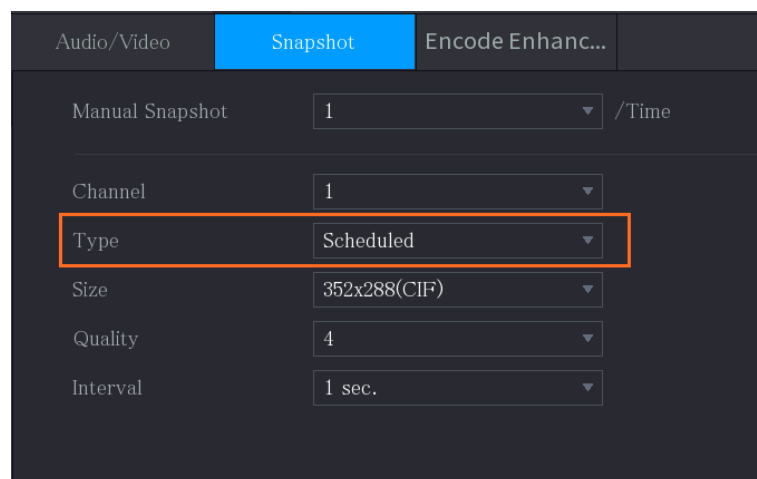 Audio/Video Snapshot Encode Enhanc...
Manual Snapshot 1 /Time
Channel 1
Type Scheduled
Size 352x288(CIF)
Quality 4
Interval 1 sec.